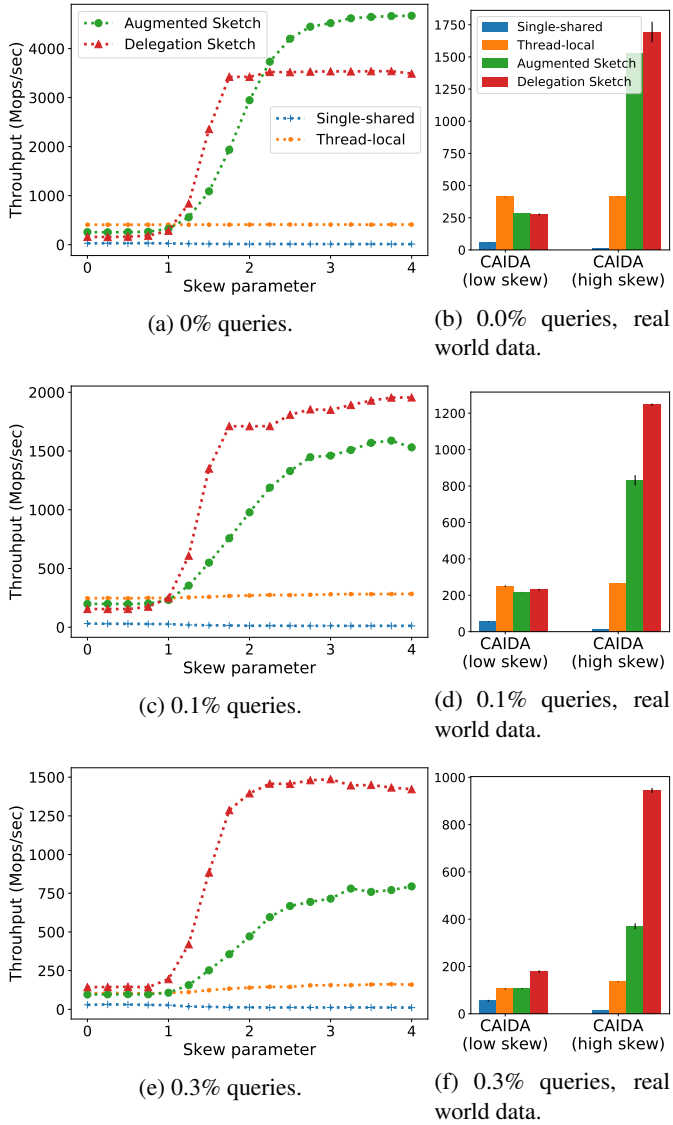 Throuhput (Mops/sec)
4000
3000
2000
1000
0
Augmented Sketch
Delegation Sketch
Single-shared
Thread-local
0 1 2 3 4
Skew parameter
(a) 0% queries.
1750
1500
1250
1000
750
500
250
0
Single-shared
Thread-local
Augmented Sketch
Delegation Sketch
CAIDA CAIDA
(low skew) (high skew)
(b) 0.0% queries, real
world data.
Throuhput (Mops/sec)
2000
1500
1000
500
0
0 1 2 3 4
Skew parameter
(c) 0.1% queries.
1200
1000
800
600
400
200
0
CAIDA CAIDA
(low skew) (high skew)
(d) 0.1% queries, real
world data.
Throuhput (Mops/sec)
1500
1250
1000
750
500
250
0
0 1 2 3 4
Skew parameter
(e) 0.3% queries.
1000
800
600
400
200
0
CAIDA CAIDA
(low skew) (high skew)
(f) 0.3% queries, real
world data.